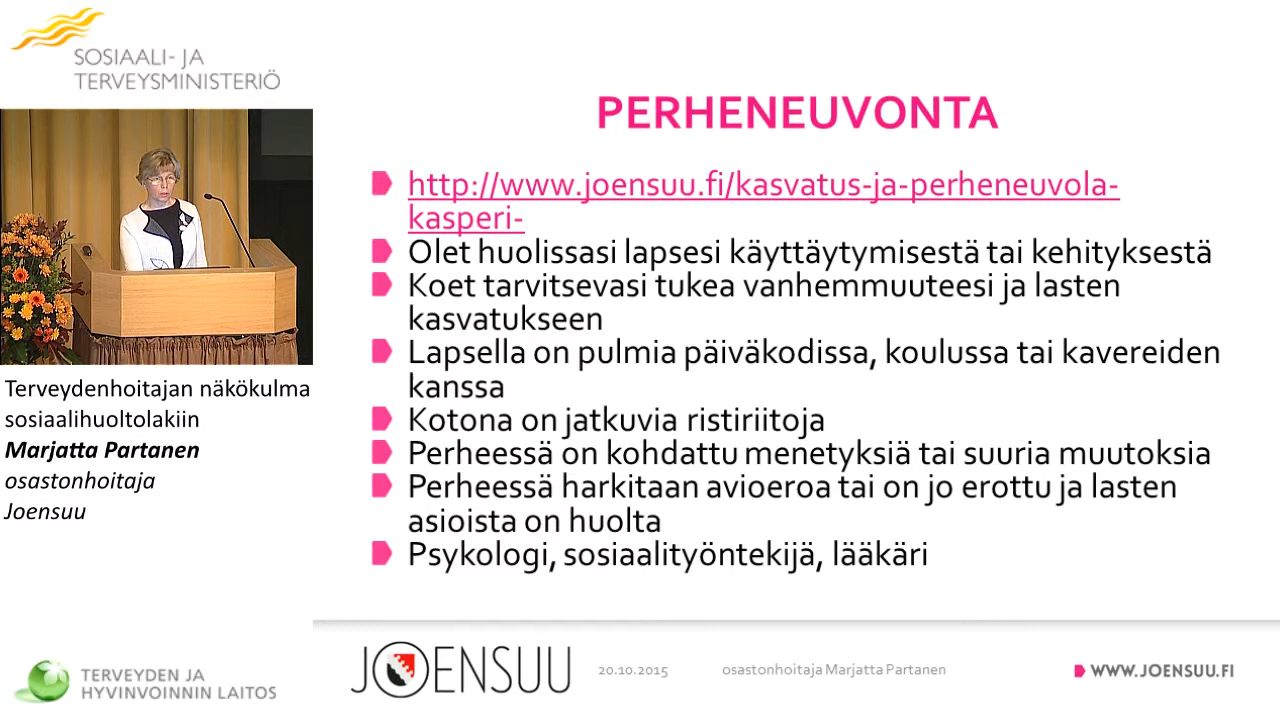 SOSIAALI- JA
TERVEYSMINISTERIÖ
Terveydenhoitajan näkökulma
sosiaalihuoltolakiin
Marjatta Partanen
osastonhoitaja
Joensuu
TERVEYDEN JA
HYVINVOINNIN LAITOS
PERHENEUVONTA
http://www.joensuu.fi/kasvatus-ja-perheneuvola-
kasperi-
Olet huolissasi lapsesi käyttäytymisestä tai kehityksestä
Koet tarvitsevasi tukea vanhemmuuteesi ja lasten
kasvatukseen
Lapsella on pulmia päiväkodissa, koulussa tai kavereiden
kanssa
Kotona on jatkuvia ristiriitoja
Perheessä on kohdattu menetyksiä tai suuria muutoksia
Perheessä harkitaan avioeroa tai on jo erottu ja lasten
asioista on huolta
Psykologi, sosiaalityöntekijä, lääkäri
JOENSUU
20.10.2015
osastonhoitaja Marjatta Partanen
WWW.JOENSUU.FI